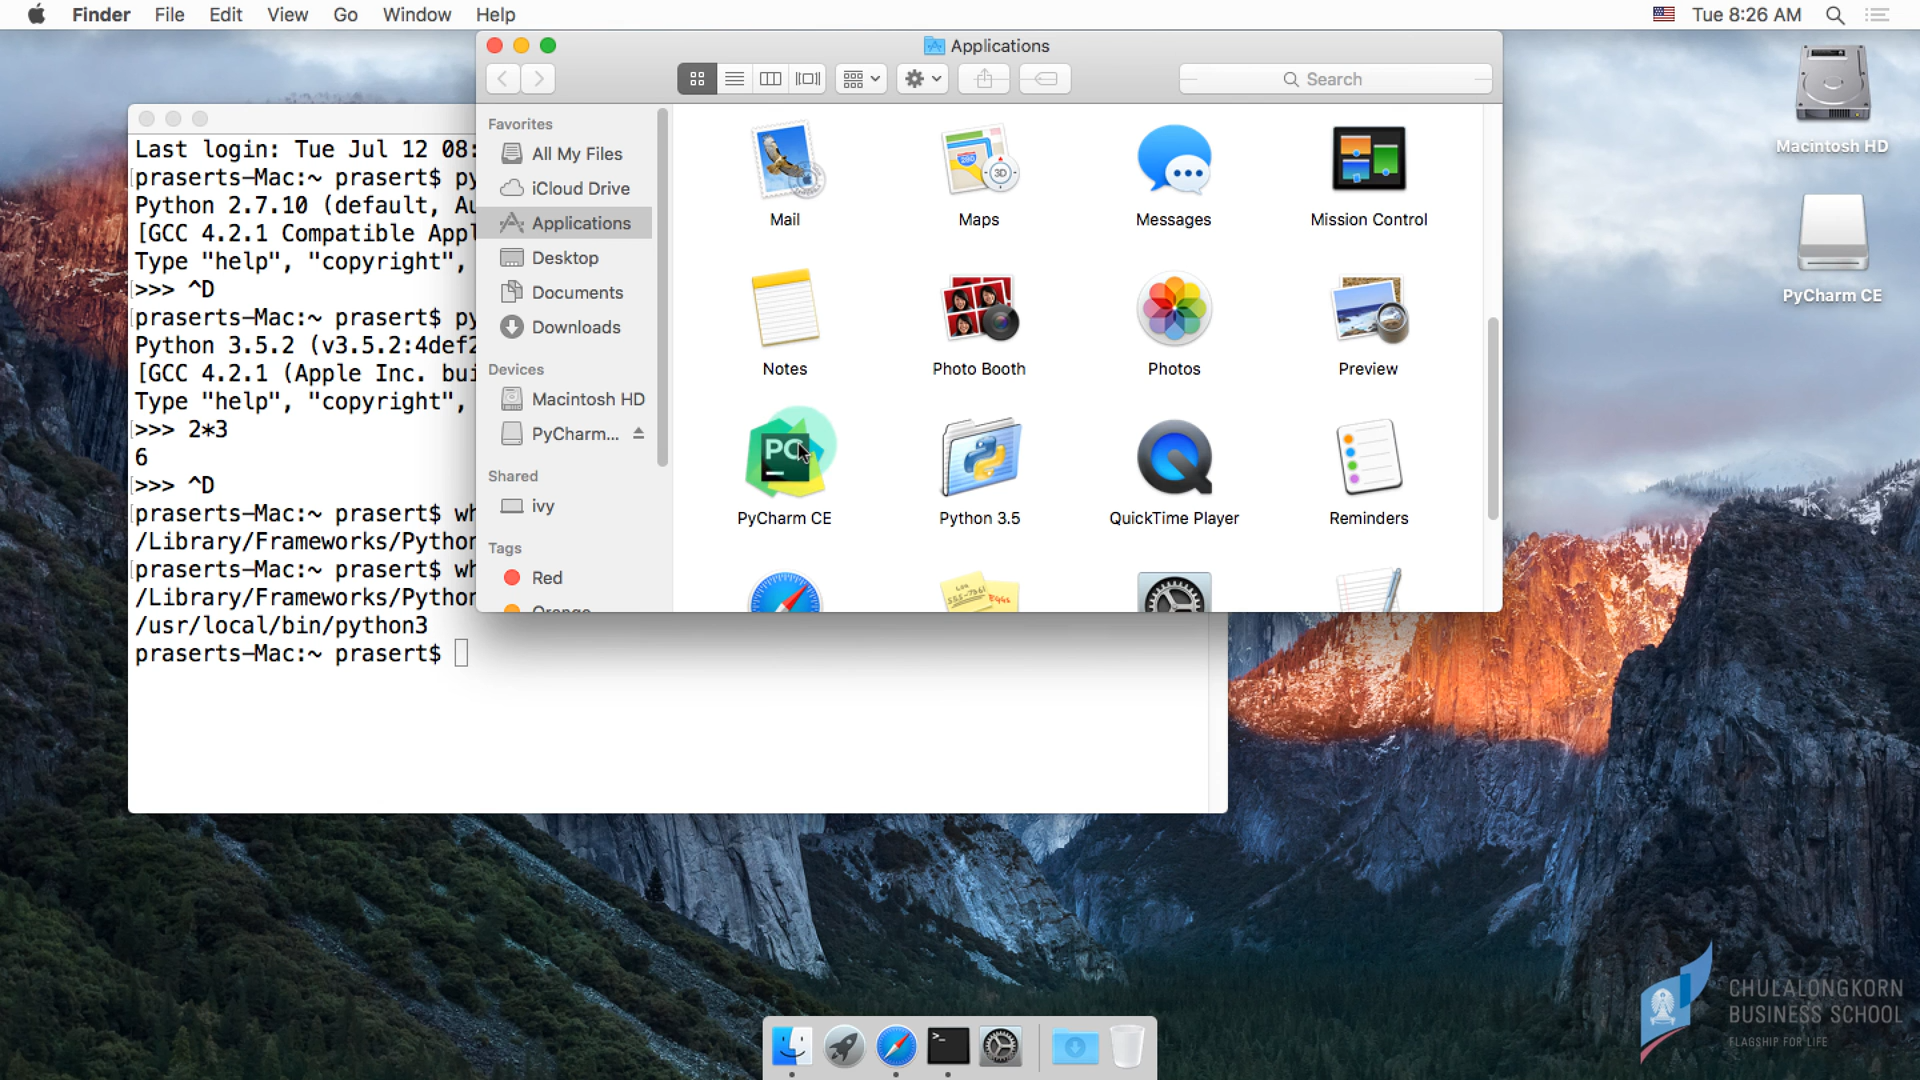 Finder File Edit View Go Window Help
Tue 8:26 AM
Applications
Search
Favorites
All My Files
iCloud Drive
Applications
Desktop
Documents
Downloads
Devices
Macintosh HD
PyCharm...
Shared
ivy
Tags
Red
Orange
Mail Maps Messages Mission Control
Notes Photo Booth Photos Preview
PC
PyCharm CE Python 3.5 QuickTime Player Reminders
280
3D
Macintosh HD
PyCharm CE
Last login: Tue Jul 12 08:
praserts-Mac:~ prasert$ py
Python 2.7.10 (default, Au
[GCC 4.2.1 Compatible Appl
Type "help", "copyright",
>>> ^D
praserts-Mac:~ prasert$ py
Python 3.5.2 (v3.5.2:4def2
[GCC 4.2.1 (Apple Inc. bui
Type "help", "copyright",
>>> 2*3
6
>>> ^D
praserts-Mac:~ prasert$ wh
/Library/Frameworks/Python
praserts-Mac:~ prasert$ wh
/Library/Frameworks/Python
/usr/local/bin/python3
praserts-Mac:~ prasert$
CHULALONGKORN
BUSINESS SCHOOL
FLAGSHIP FOR LIFE